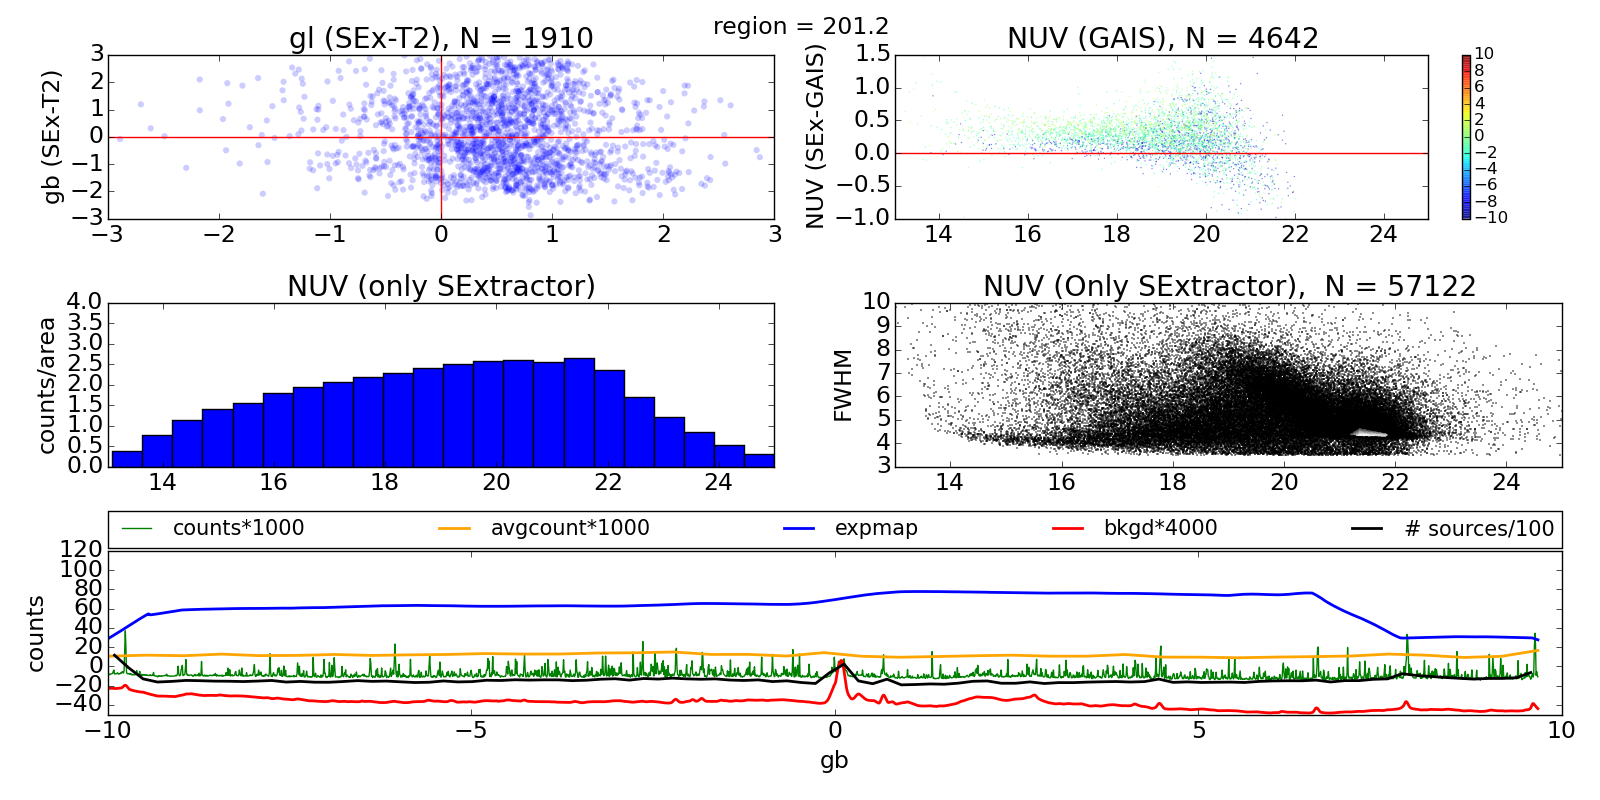 region = 201.2
gl (SEx-T2), N = 1910
gb (SEx-T2)
3
2
1
0
−1
−2
−3
−3 −2 −1 0 1 2 3
NUV (GAIS), N = 4642
NUV (SEx-GAIS)
1.5
1.0
0.5
0.0
−0.5
−1.0
14 16 18 20 22 24
10
8
6
4
2
0
−2
−4
−6
−8
−10
NUV (only SExtractor)
counts/area
4.0
3.5
3.0
2.5
2.0
1.5
1.0
0.5
0.0
14 16 18 20 22 24
NUV (Only SExtractor),  N = 57122
FWHM
10
9
8
7
6
5
4
3
14 16 18 20 22 24
counts*1000 avgcount*1000 expmap bkgd*4000 # sources/100
counts
120
100
80
60
40
20
0
−20
−40
−10 −5 0 5 10
gb